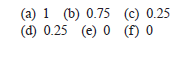 (a) 1 (b) 0.75 (c) 0.25
(d) 0.25 (e) 0 (f) 0